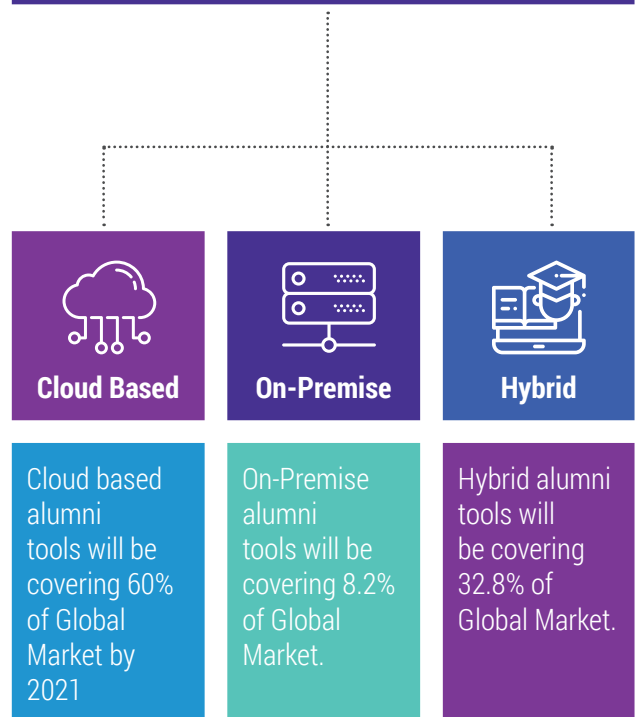 Cloud Based
On-Premise
Hybrid
Cloud based
alumni
tools will be
covering 60%
of Global
Market by
2021
On-Premise
alumni
tools will be
covering 8.2%
of Global
Market.
Hybrid alumni
tools will
be covering
32.8% of
Global Market.